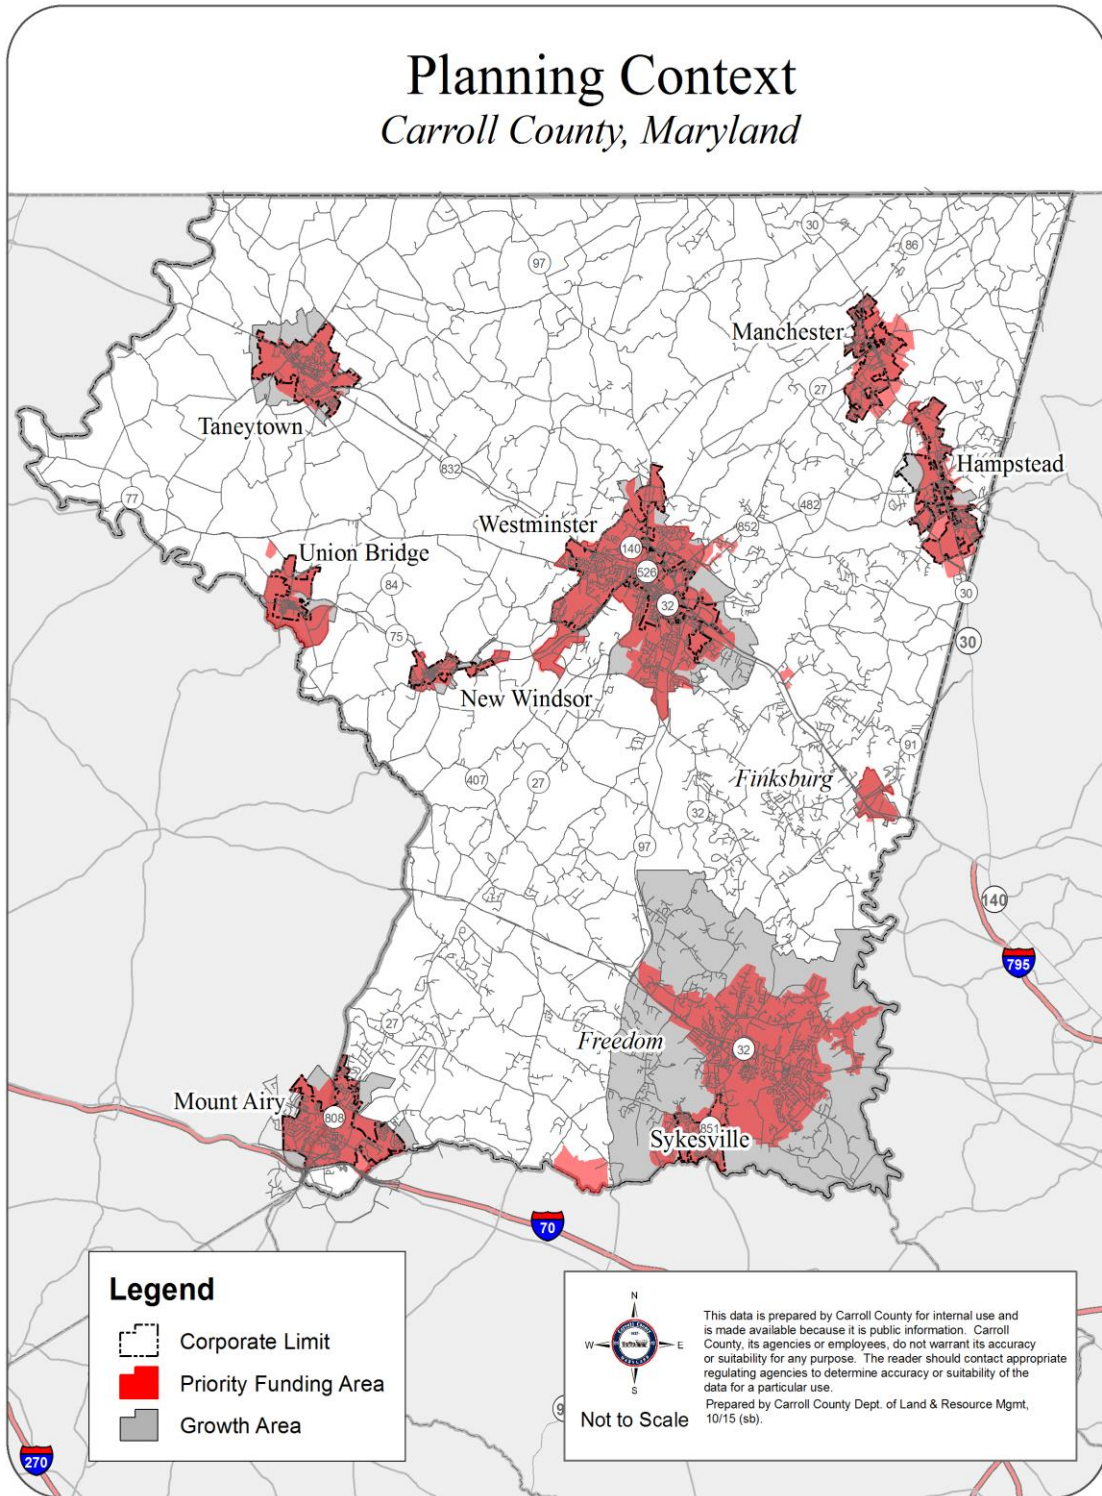 Planning Context
Carroll County, Maryland
30
86
97
Manchester
27
Taneytown
Hampstead
832
77
482
852
Westminster
140
526
Union Bridge
84
32
30
75
30
New Windsor
91
407
27
Finksburg
32
97
140
795
27
Freedom
32
Mount Airy
808
851
Sykesville
70
Legend
Corporate Limit
Priority Funding Area
Growth Area
270
N
W
E
S
Not to Scale
This data is prepared by Carroll County for internal use and
is made available because it is public information. Carroll
County, its agencies or employees, do not warrant its accuracy
or suitability for any purpose. The reader should contact appropriate
regulating agencies to determine accuracy or suitability of the
data for a particular use.
Prepared by Carroll County Dept. of Land & Resource Mgmt,
10/15 (sb).